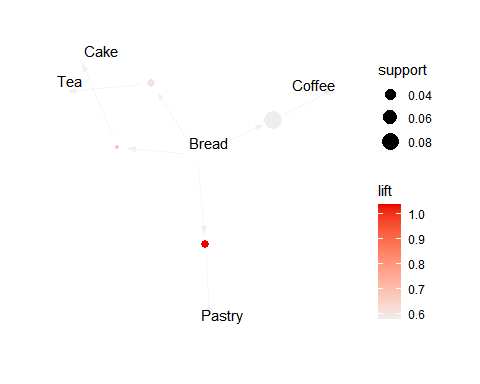 Cake
Tea
Coffee
Bread
Pastry
support
0.04
0.06
0.08
lift
1.0
0.9
0.8
0.7
0.6